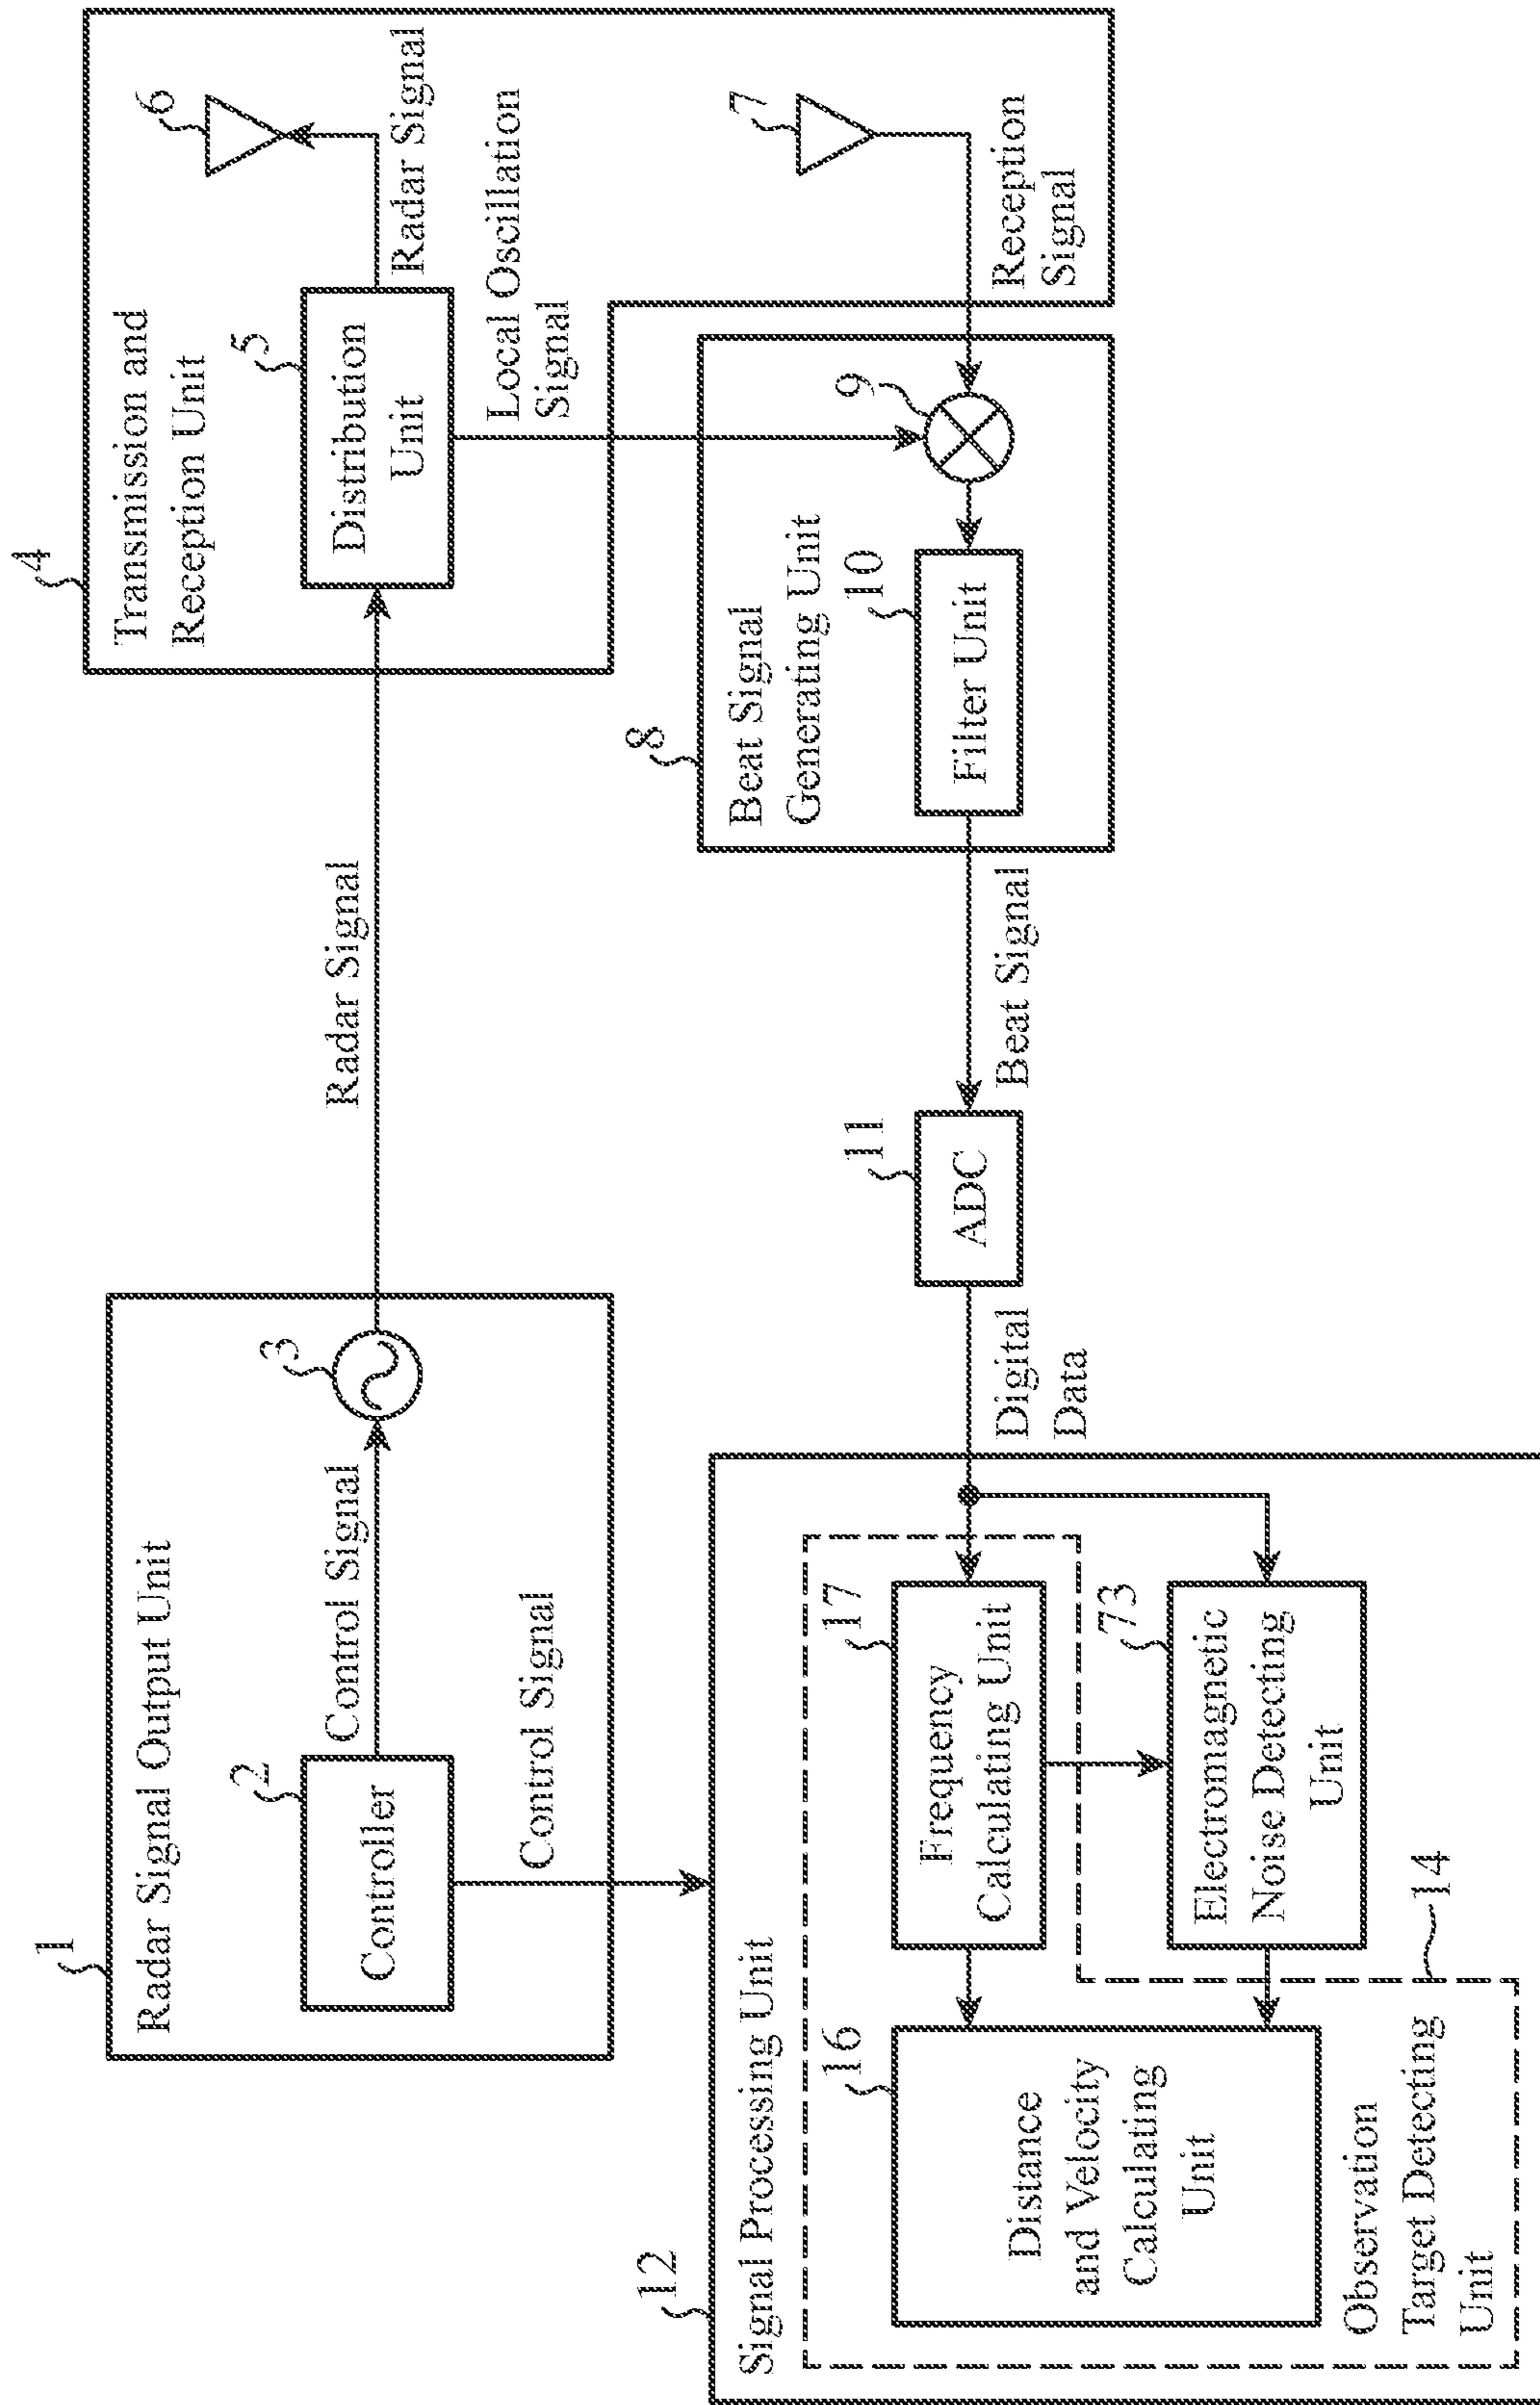 1
Radar Signal Output Unit
2
Controller
Control Signal
3
Control Signal
Radar Signal
4
Transmission and
Reception Unit
5
Distribution
Unit
6
Radar Signal
Local Oscillation
Signal
7
Reception
Signal
8
Beat Signal
Generating Unit
9
10
Filter Unit
Beat Signal
11
ADC
Digital
Data
12
Signal Processing Unit
16
Distance
and Velocity
Calculating
Unit
17
Frequency
Calculating Unit
73
Electromagnetic
Noise Detecting
Unit
14
Observation
Target Detecting
Unit